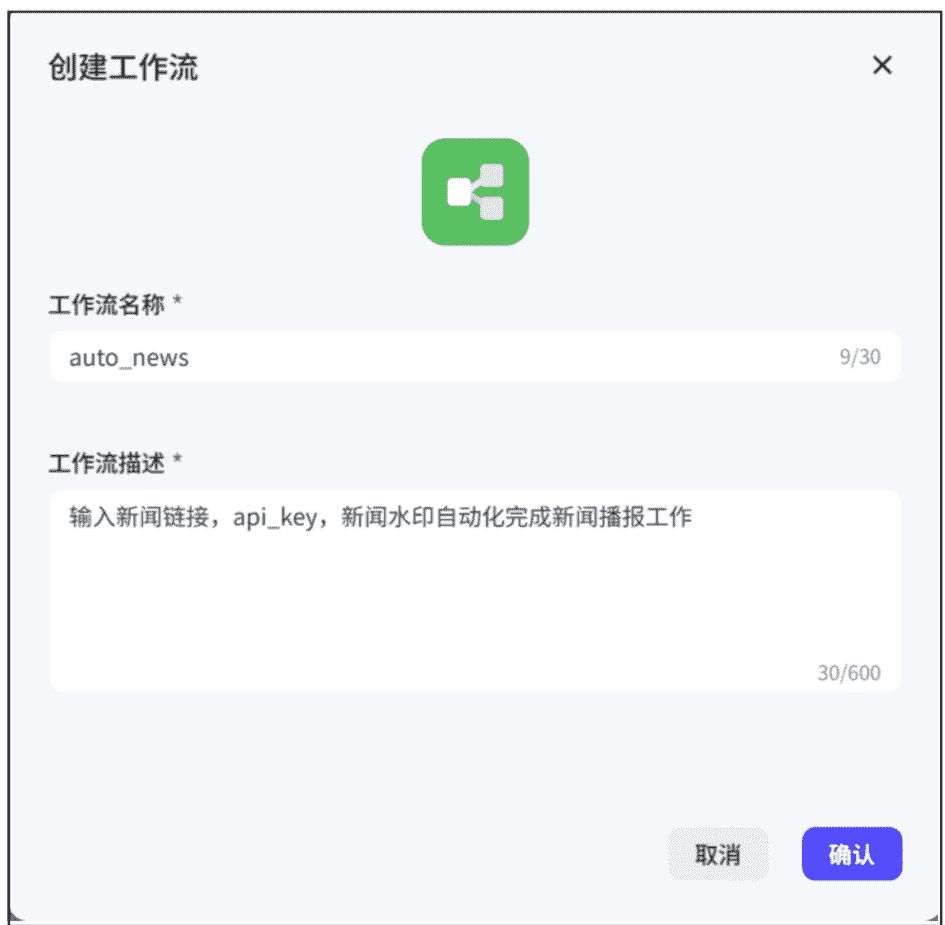 创建工作流
工作流名称 *
auto_news
9/30
工作流描述 *
输入新闻链接，api_key，新闻水印自动化完成新闻播报工作
30/600
取消
确认